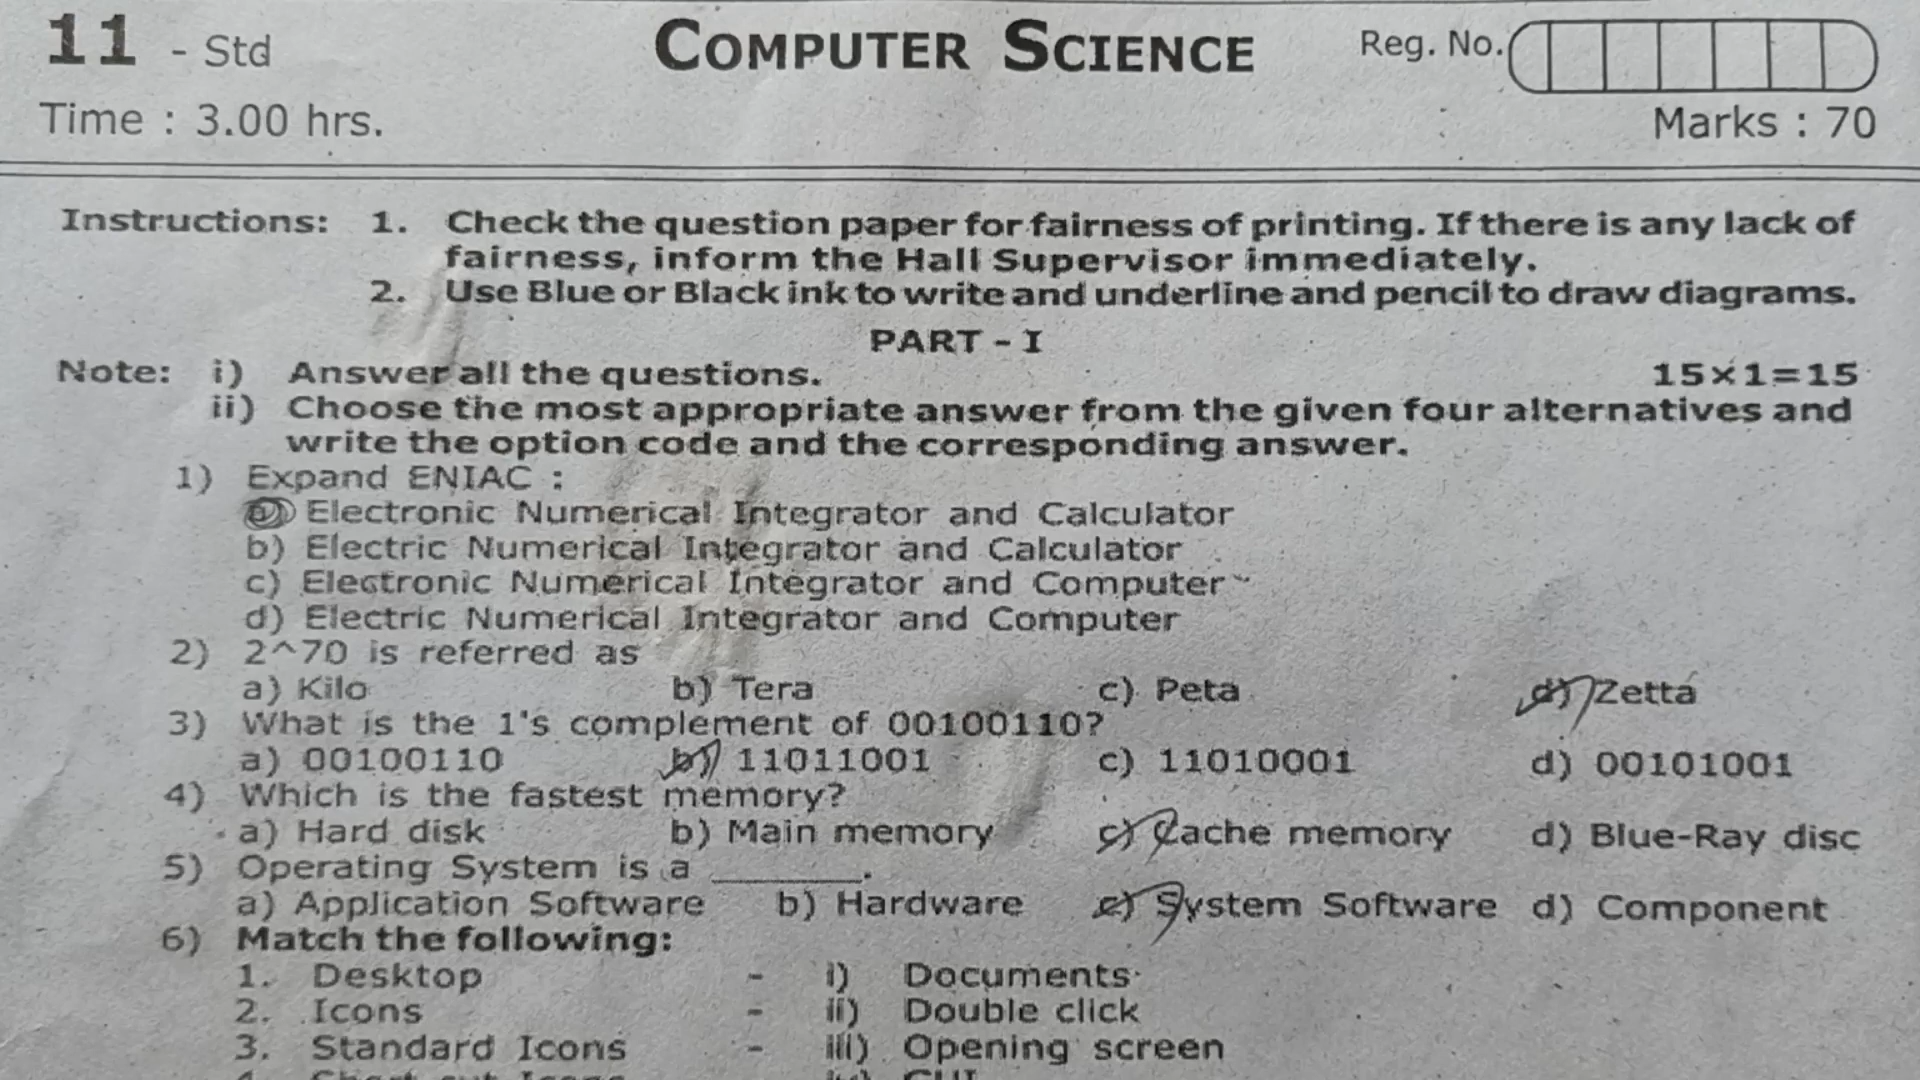 11 - Std COMPUTER SCIENCE Reg. No.
Time : 3.00 hrs. Marks : 70
Instructions: 1. Check the question paper for fairness of printing. If there is any lack of
fairness, inform the Hall Supervisor immediately.
2. Use Blue or Black ink to write and underline and pencil to draw diagrams.
PART - I
Note: i) Answer all the questions. 15×1=15
ii) Choose the most appropriate answer from the given four alternatives and
write the option code and the corresponding answer.
1) Expand ENIAC :
a) Electronic Numerical Integrator and Calculator
b) Electric Numerical Integrator and Calculator
c) Electronic Numerical Integrator and Computer
d) Electric Numerical Integrator and Computer
2) 2^70 is referred as
a) Kilo b) Tera c) Peta d) Zetta
3) What is the 1's complement of 00100110?
a) 00100110 b) 11011001 c) 11010001 d) 00101001
4) Which is the fastest memory?
a) Hard disk b) Main memory c) Cache memory d) Blue-Ray disc
5) Operating System is a ________.
a) Application Software b) Hardware c) System Software d) Component
6) Match the following:
1. Desktop - i) Documents
2. Icons - ii) Double click
3. Standard Icons - iii) Opening screen